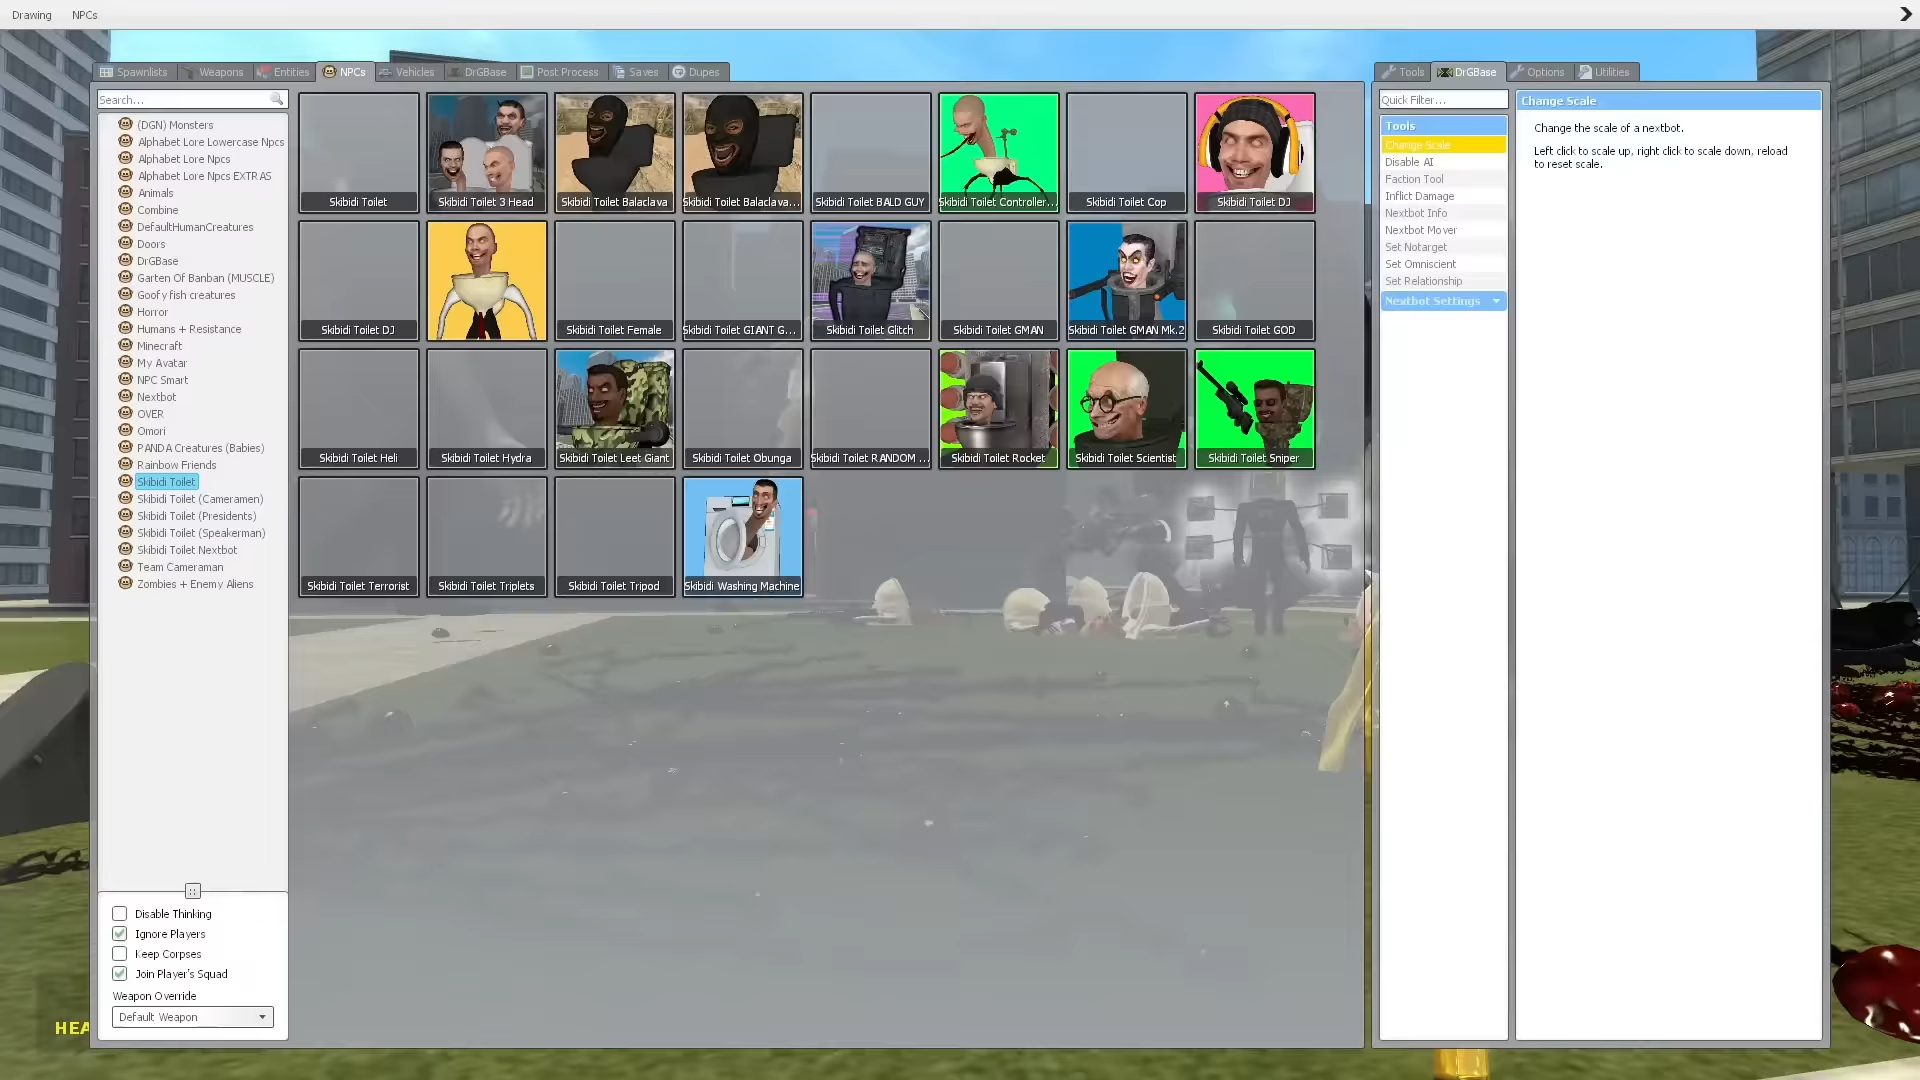 Drawing NPCs
Spawnlists Weapons Entities NPCs Vehicles DrGBase Post Process Saves Dupes
Tools DrGBase Options Utilities
Search...
(DGN) Monsters
Alphabet Lore Lowercase Npcs
Alphabet Lore Npcs
Alphabet Lore Npcs EXTRAS
Animals
Combine
DefaultHumanCreatures
Doors
DrGBase
Garten Of Banban (MUSCLE)
Goofy fish creatures
Horror
Humans + Resistance
Minecraft
My Avatar
NPC Smart
Nextbot
OVER
Omori
PANDA Creatures (Babies)
Rainbow Friends
Skibidi Toilet
Skibidi Toilet (Cameramen)
Skibidi Toilet (Presidents)
Skibidi Toilet (Speakerman)
Skibidi Toilet Nextbot
Team Cameraman
Zombies + Enemy Aliens
Disable Thinking
Ignore Players
Keep Corpses
Join Player's Squad
Weapon Override
Default Weapon
HEA
Skibidi Toilet
Skibidi Toilet 3 Head
Skibidi Toilet Balaclava
Skibidi Toilet Balaclava...
Skibidi Toilet BALD GUY
Skibidi Toilet Controller...
Skibidi Toilet Cop
Skibidi Toilet DJ
Skibidi Toilet DJ
Skibidi Toilet Female
Skibidi Toilet GIANT G...
Skibidi Toilet Glitch
Skibidi Toilet GMAN
Skibidi Toilet GMAN Mk.2
Skibidi Toilet GOD
Skibidi Toilet Heli
Skibidi Toilet Hydra
Skibidi Toilet Leet Giant
Skibidi Toilet Obunga
Skibidi Toilet RANDOM ...
Skibidi Toilet Rocket
Skibidi Toilet Scientist
Skibidi Toilet Sniper
Skibidi Toilet Terrorist
Skibidi Toilet Triplets
Skibidi Toilet Tripod
Skibidi Washing Machine
Quick Filter...
Tools
Change Scale
Disable AI
Faction Tool
Inflict Damage
Nextbot Info
Nextbot Mover
Set Notarget
Set Omniscient
Set Relationship
Nextbot Settings
Change Scale
Change the scale of a nextbot.
Left click to scale up, right click to scale down, reload
to reset scale.